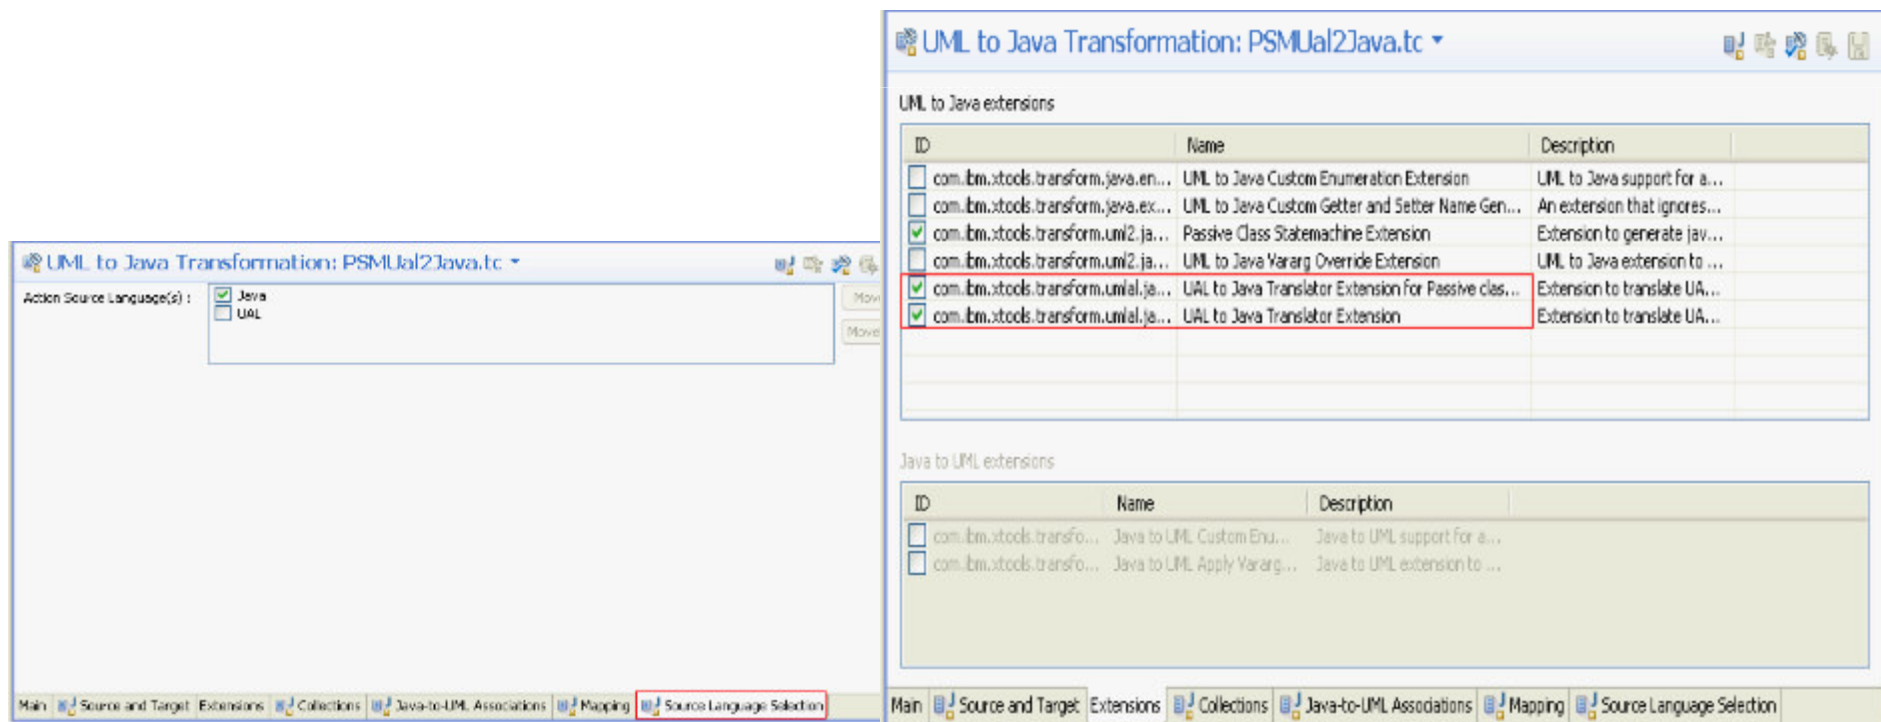 UML to Java Transformation: PSMUal2Java.tc
Action Source Language(s) :
Java
UAL
Move
Move
Main Source and Target Extensions Collections Java-to-UML Associations Mapping Source Language Selection
UML to Java Transformation: PSMUal2Java.tc
UML to Java extensions
ID Name Description
com.ibm.xtools.transform.java.en... UML to Java Custom Enumeration Extension UML to Java support for a...
com.ibm.xtools.transform.java.ex... UML to Java Custom Getter and Setter Name Gen... An extension that ignores...
com.ibm.xtools.transform.uml2.ja... Passive Class Statemachine Extension Extension to generate jav...
com.ibm.xtools.transform.uml2.ja... UML to Java Vararg Override Extension UML to Java extension to ...
com.ibm.xtools.transform.umlal.ja... UAL to Java Translator Extension for Passive clas... Extension to translate UA...
com.ibm.xtools.transform.umlal.ja... UAL to Java Translator Extension Extension to translate UA...
Java to UML extensions
ID Name Description
com.ibm.xtools.transfo... Java to UML Custom Enu... Java to UML support for a...
com.ibm.xtools.transfo... Java to UML Apply Vararg... Java to UML extension to ...
Main Source and Target Extensions Collections Java-to-UML Associations Mapping Source Language Selection